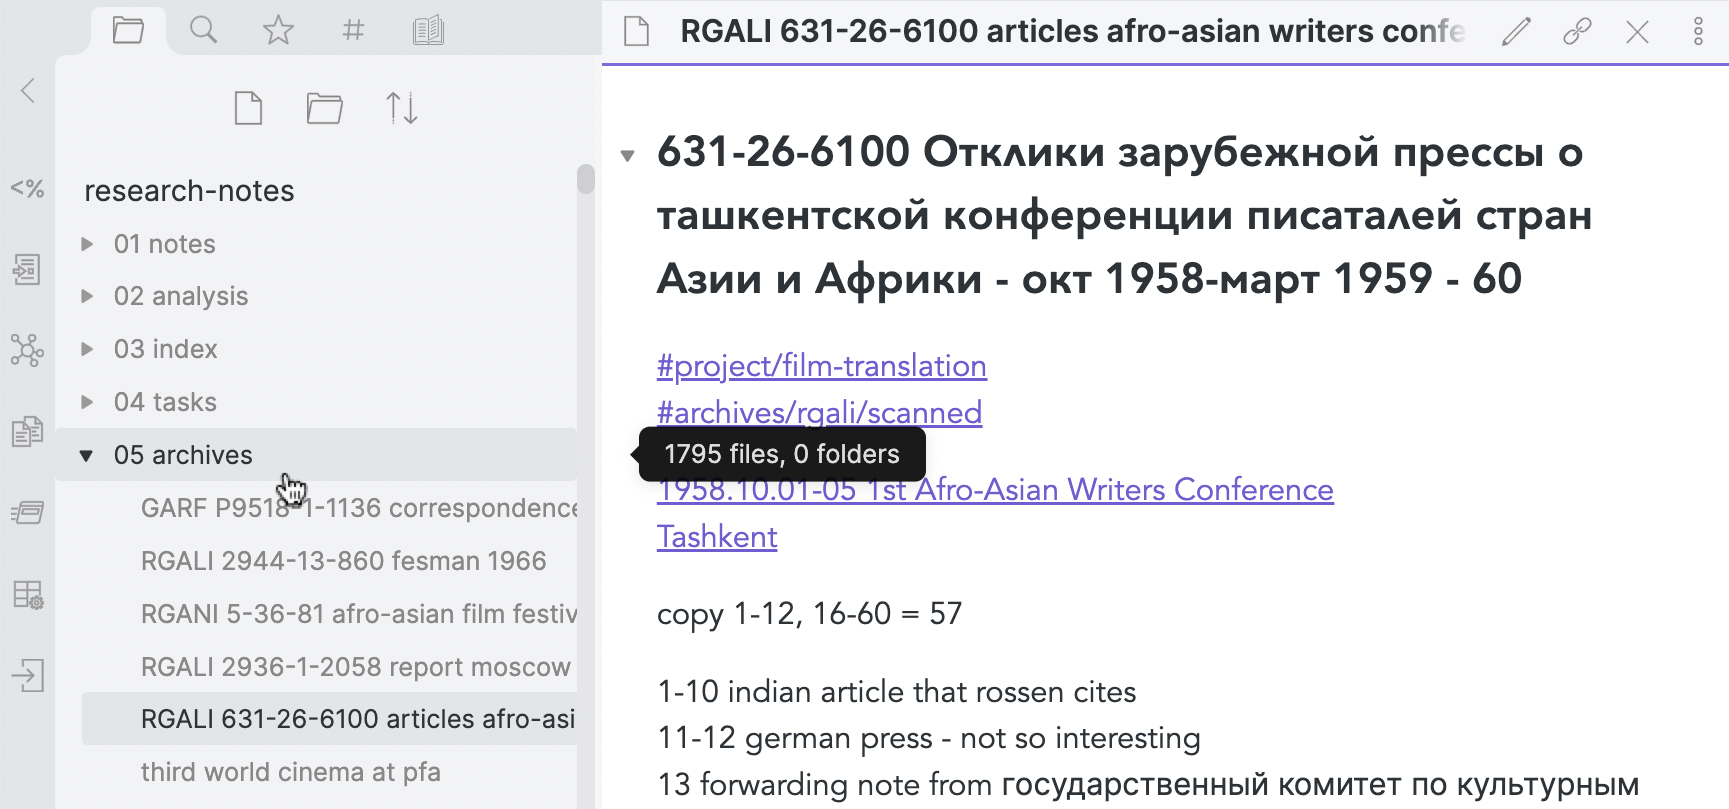 RGALI 631-26-6100 articles afro-asian writers confe
research-notes
01 notes
02 analysis
03 index
04 tasks
05 archives
GARF P9518-1-1136 correspondence
RGALI 2944-13-860 fesman 1966
RGANI 5-36-81 afro-asian film festiv
RGALI 2936-1-2058 report moscow
RGALI 631-26-6100 articles afro-asi
third world cinema at pfa
631-26-6100 Отклики зарубежной прессы о
ташкентской конференции писаталей стран
Азии и Африки - окт 1958-март 1959 - 60
#project/film-translation
#archives/rgali/scanned
1795 files, 0 folders
1958.10.01-05 1st Afro-Asian Writers Conference
Tashkent
copy 1-12, 16-60 = 57
1-10 indian article that rossen cites
11-12 german press - not so interesting
13 forwarding note from государственный комитет по культурным